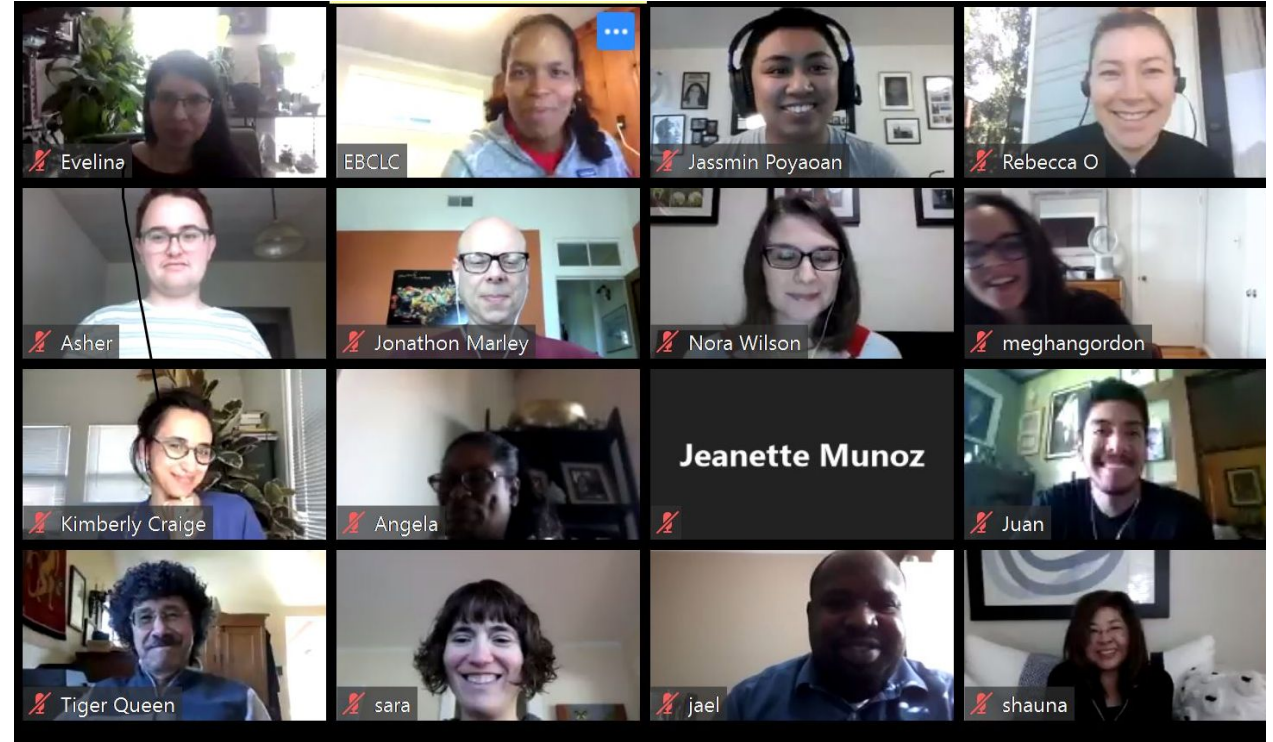 Evelina
EBCLC
Jassmin Poyaoan
Rebecca O
Asher
Jonathon Marley
Nora Wilson
meghangordon
Kimberly Craige
Angela
Jeanette Munoz
Juan
Tiger Queen
sara
jael
shauna